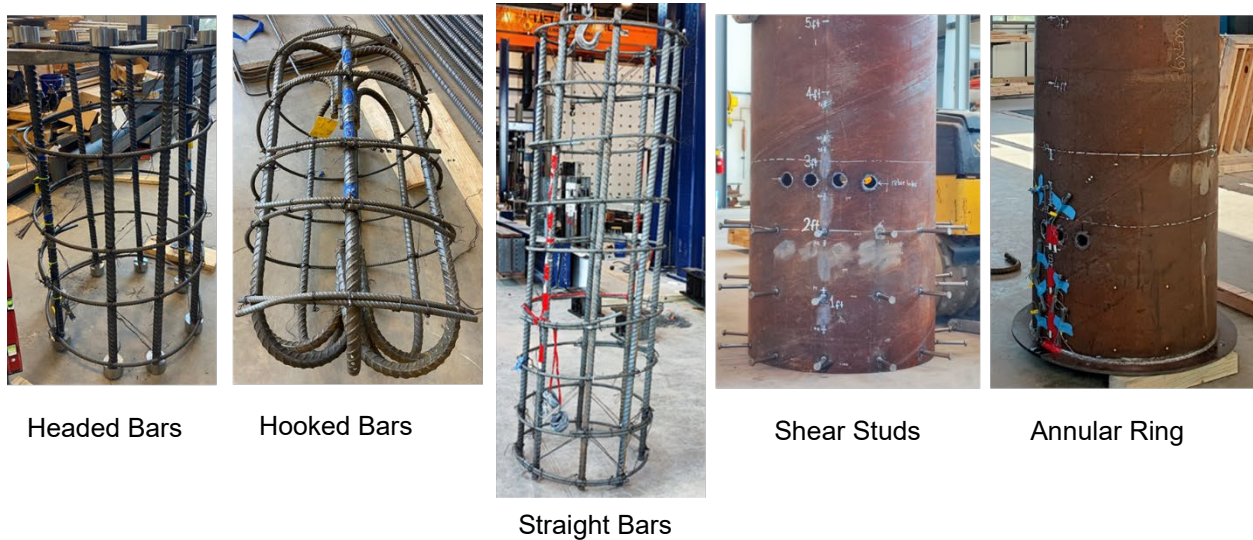 5ft
4ft
3ft
2ft
1ft
Headed Bars
Hooked Bars
Straight Bars
Shear Studs
Annular Ring